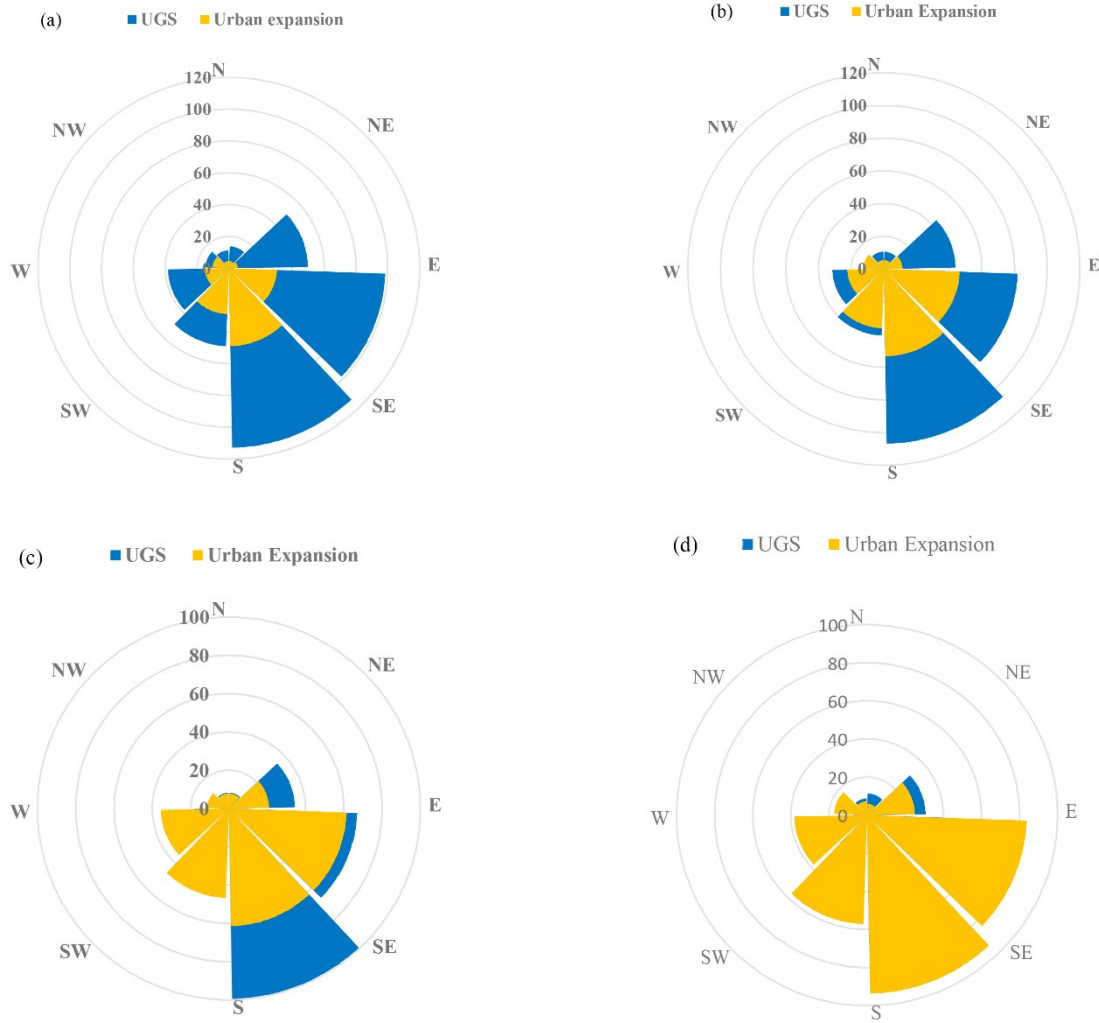 (a)
UGS Urban expansion
N
120
100
80
60
40
20
0
NE
E
SE
S
SW
W
NW
(b)
UGS Urban Expansion
N
120
100
80
60
40
20
0
NE
E
SE
S
SW
W
NW
(c)
UGS Urban Expansion
N
100
80
60
40
20
0
NE
E
SE
S
SW
W
NW
(d)
UGS Urban Expansion
N
100
80
60
40
20
0
NE
E
SE
S
SW
W
NW